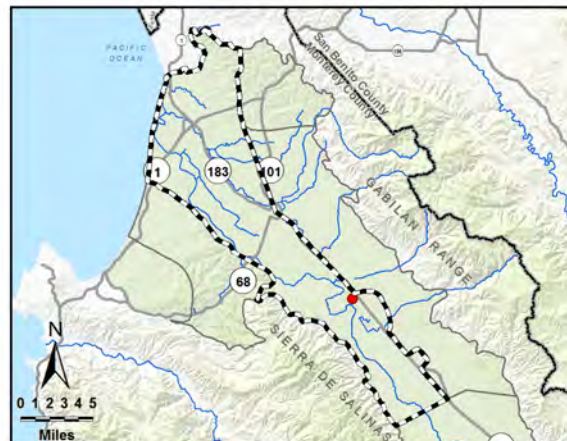 PACIFIC
OCEAN
1
San Benito County
Monterey County
183
101
1
68
GABILAN RANGE
SIERRA DE SALINAS
N
0 1 2 3 4 5
Miles